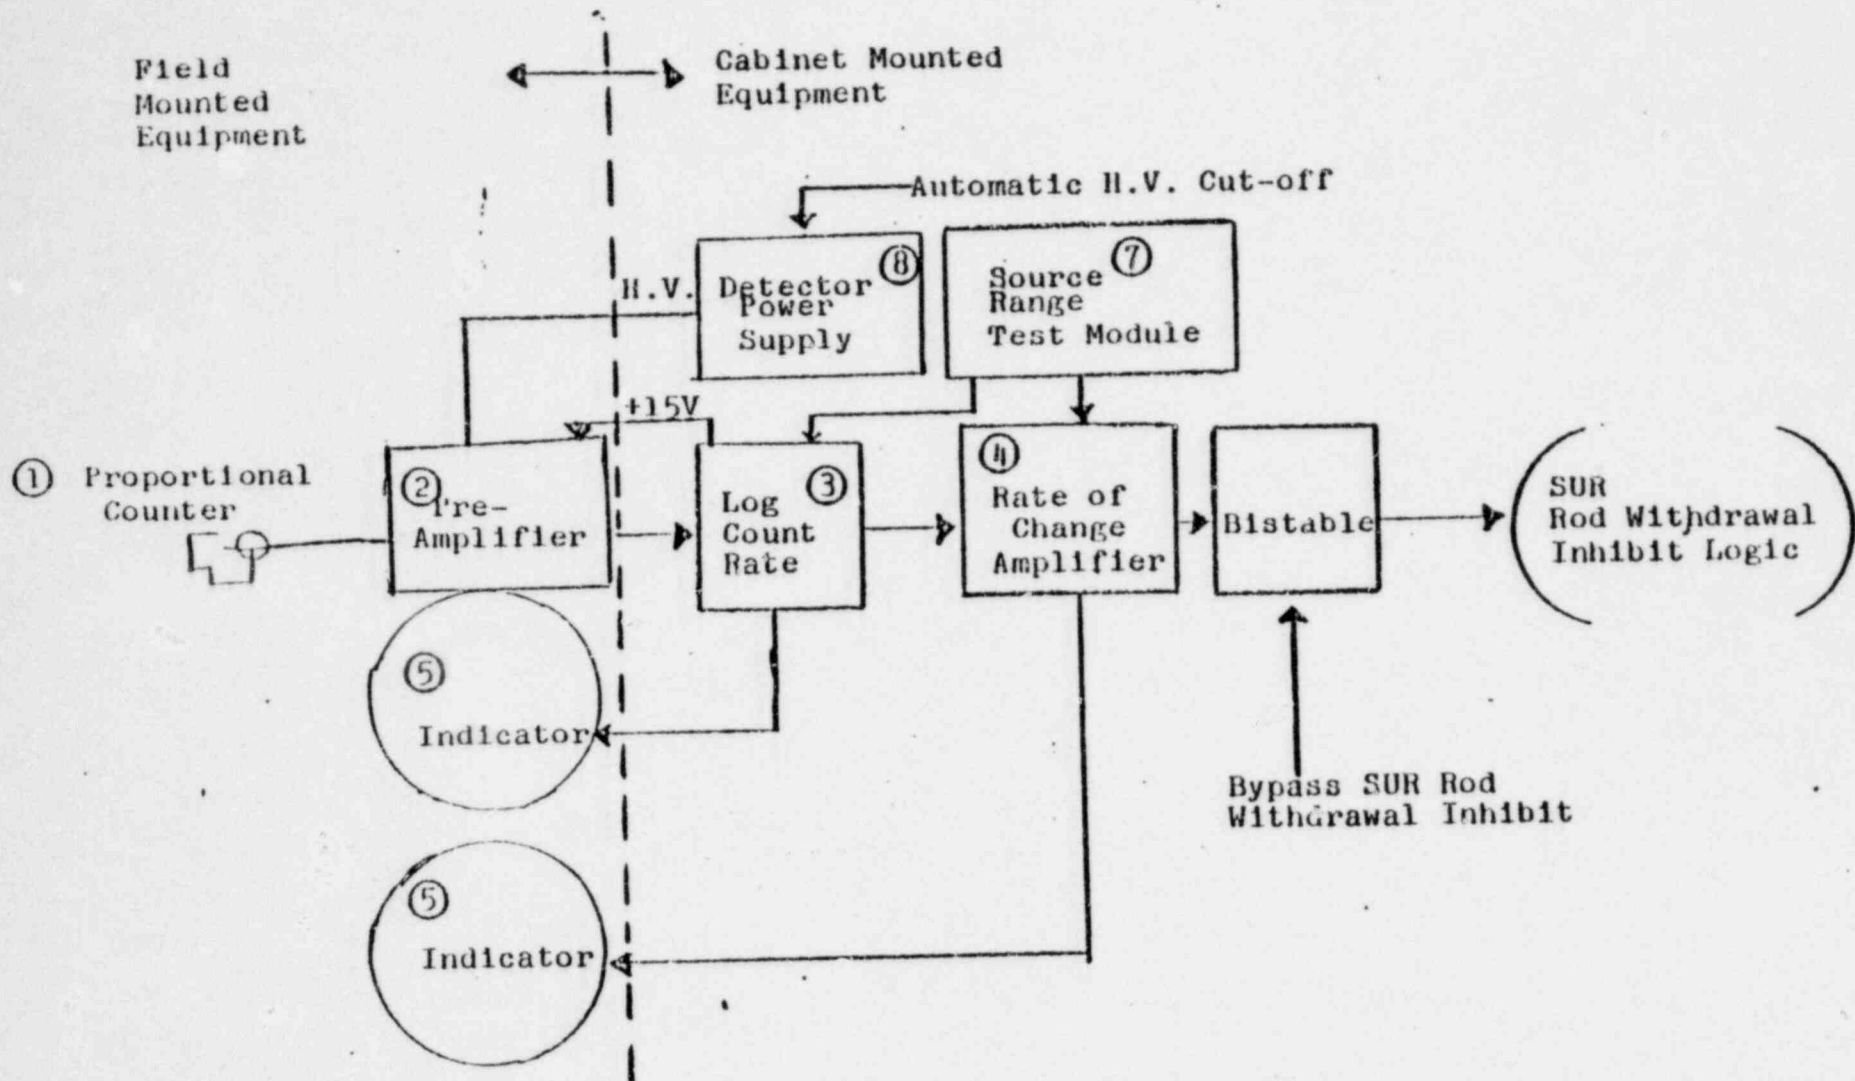 Field
Mounted
Equipment
Cabinet Mounted
Equipment
Automatic H.V. Cut-off
H.V.
Detector
Power
Supply
⑧
Source
Range
Test Module
⑦
+15V
① Proportional
Counter
②
Pre-
Amplifier
Log
Count
Rate
③
④
Rate of
Change
Amplifier
Bistable
SUR
Rod Withdrawal
Inhibit Logic
⑤
Indicator
Bypass SUR Rod
Withdrawal Inhibit
⑤
Indicator